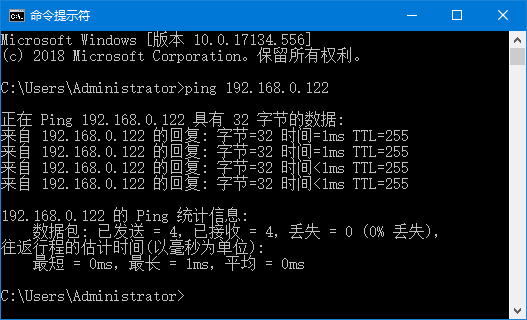 命令提示符
Microsoft Windows [版本 10.0.17134.556]
(c) 2018 Microsoft Corporation。保留所有权利。
C:\Users\Administrator>ping 192.168.0.122
正在 Ping 192.168.0.122 具有 32 字节的数据:
来自 192.168.0.122 的回复: 字节=32 时间=1ms TTL=255
来自 192.168.0.122 的回复: 字节=32 时间=1ms TTL=255
来自 192.168.0.122 的回复: 字节=32 时间<1ms TTL=255
来自 192.168.0.122 的回复: 字节=32 时间<1ms TTL=255
192.168.0.122 的 Ping 统计信息:
数据包: 已发送 = 4，已接收 = 4，丢失 = 0 (0% 丢失)，
往返行程的估计时间(以毫秒为单位):
最短 = 0ms，最长 = 1ms，平均 = 0ms
C:\Users\Administrator>